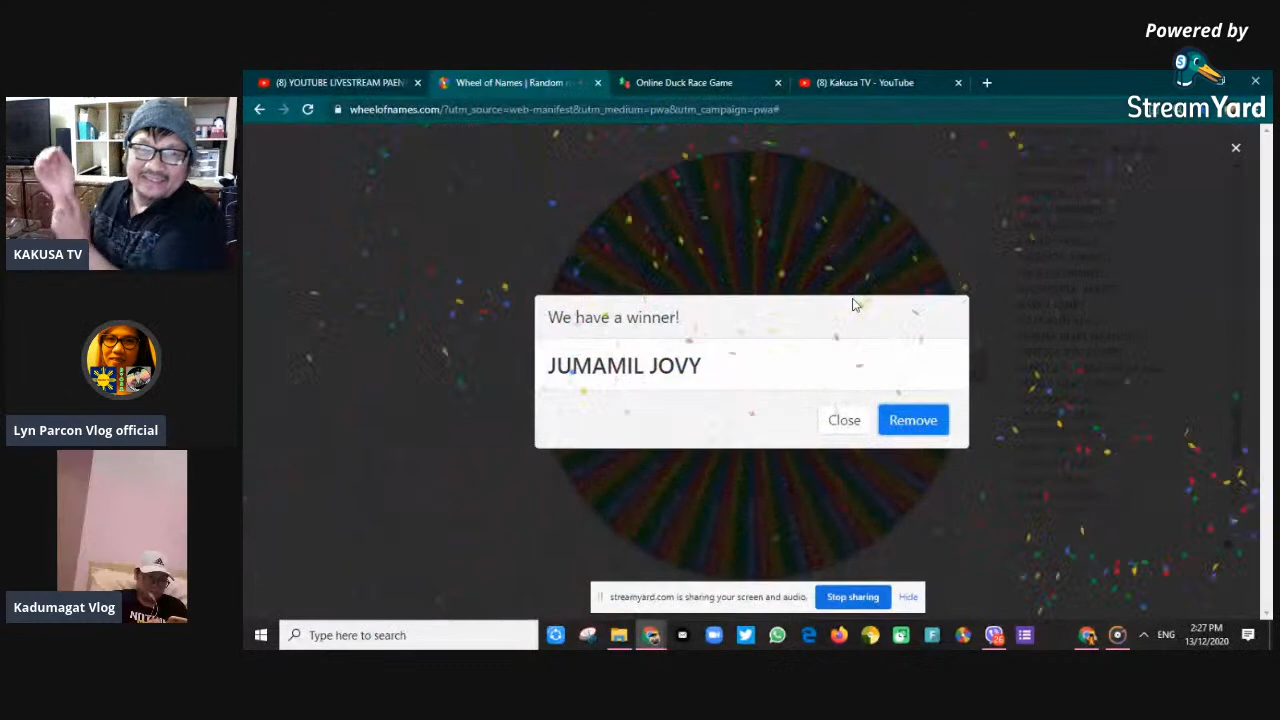 Powered by
StreamYard
(8) YOUTUBE LIVESTREAM PAEN
Wheel of Names | Random
Online Duck Race Game
(8) Kakusa TV - YouTube
wheelofnames.com/?utm_source=web-manifest&utm_medium=pwa&utm_campaign=pwa#
KAKUSA TV
We have a winner!
JUMAMIL JOVY
Close
Remove
Lyn Parcon Vlog official
Kadumagat Vlog
streamyard.com is sharing your screen and audio.
Stop sharing
Hide
Type here to search
ENG
2:27 PM
13/12/2020